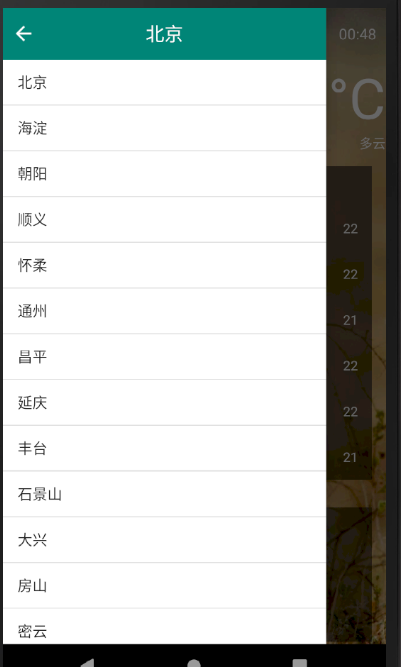 北京
00:48
°C
多云
北京
海淀
朝阳
顺义
22
怀柔
22
通州
21
昌平
22
延庆
22
丰台
21
石景山
大兴
房山
密云